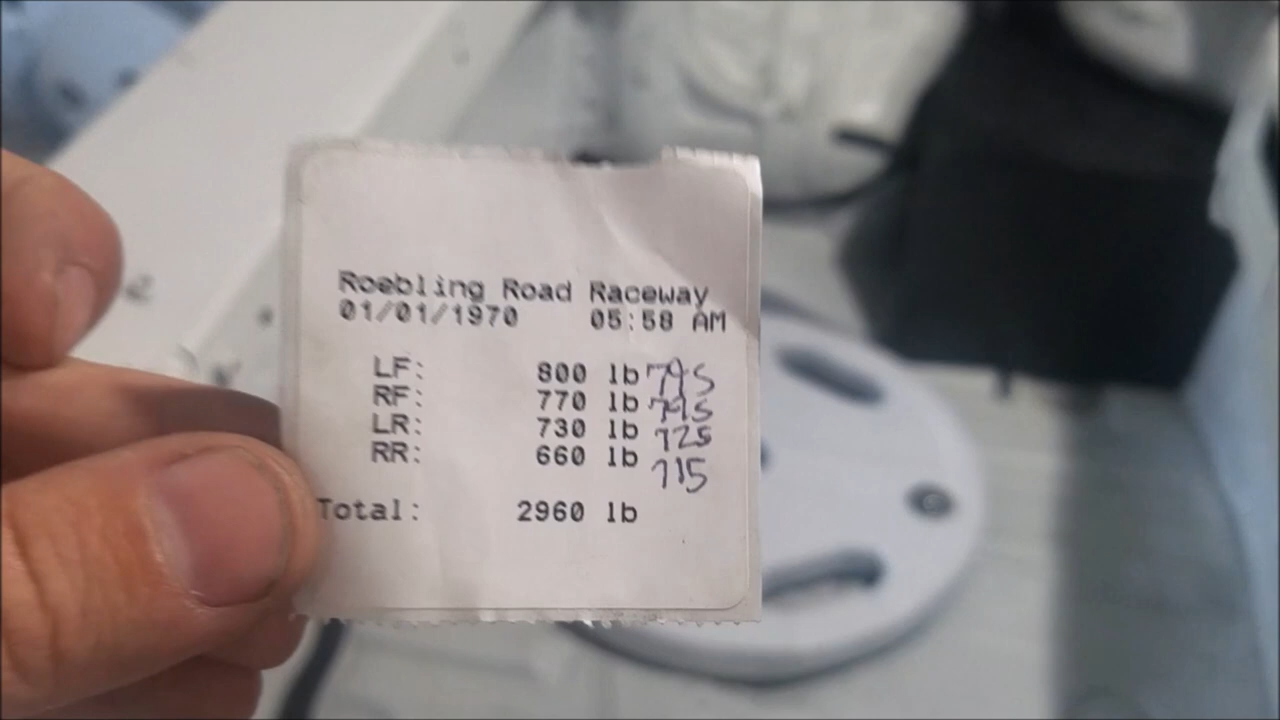 Roebling Road Raceway
01/01/1970 05:58 AM
LF: 800 lb 795
RF: 770 lb 795
LR: 730 lb 725
RR: 660 lb 715
Total: 2960 lb